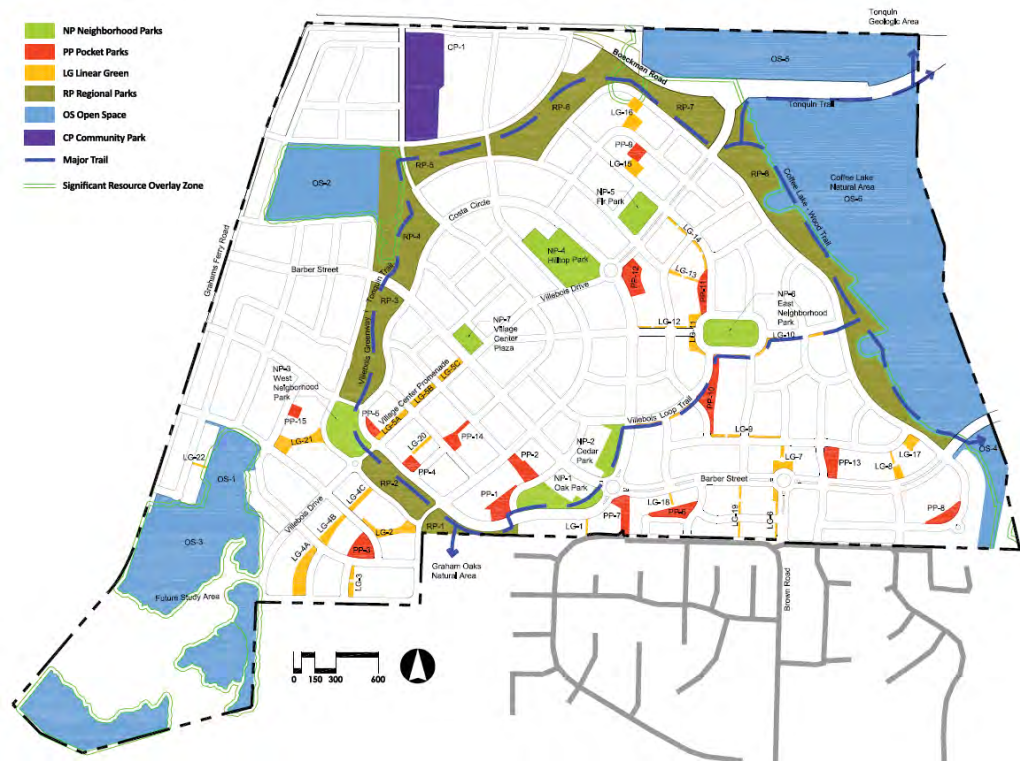 NP Neighborhood Parks
PP Pocket Parks
LG Linear Green
RP Regional Parks
OS Open Space
CP Community Park
Major Trail
Significant Resource Overlay Zone
Tonquin
Geologic Area
CP-1
Boeckman Road
OS-5
RP-6
RP-7
Tonquin Trail
LG-16
PP-9
LG-15
RP-5
RP-8
OS-2
NP-5
Fir Park
Coffee Lake
Natural Area
OS-6
Coffee Lake - Wood Trail
Costa Circle
RP-4
LG-14
NP-4
Hilltop Park
Grahams Ferry Road
Barber Street
PP-12
LG-13
PP-11
Villebois Drive
RP-3
Villebois Greenway - Tonquin Trail
NP-6
East
Neighborhood
Park
NP-7
Village
Center
Plaza
LG-12
LG-11
LG-10
NP-3
West
Neigborhood
Park
Village Center Promenade
LG-5C
LG-5B
LG-5A
PP-10
Villebois Loop Trail
PP-15
PP-6
LG-21
LG-20
PP-14
NP-2
Cedar
Park
LG-9
LG-17
OS-4
LG-22
PP-4
PP-2
LG-7
PP-13
LG-8
OS-1
RP-2
NP-1
Oak Park
Barber Street
LG-4C
PP-1
LG-18
Villebois Drive
LG-4B
PP-7
LG-19
LG-6
PP-8
LG-2
RP-1
LG-1
OS-3
LG-4A
PP-3
LG-3
Graham Oaks
Natural Area
Future Study Area
Brown Road
0 150 300 600